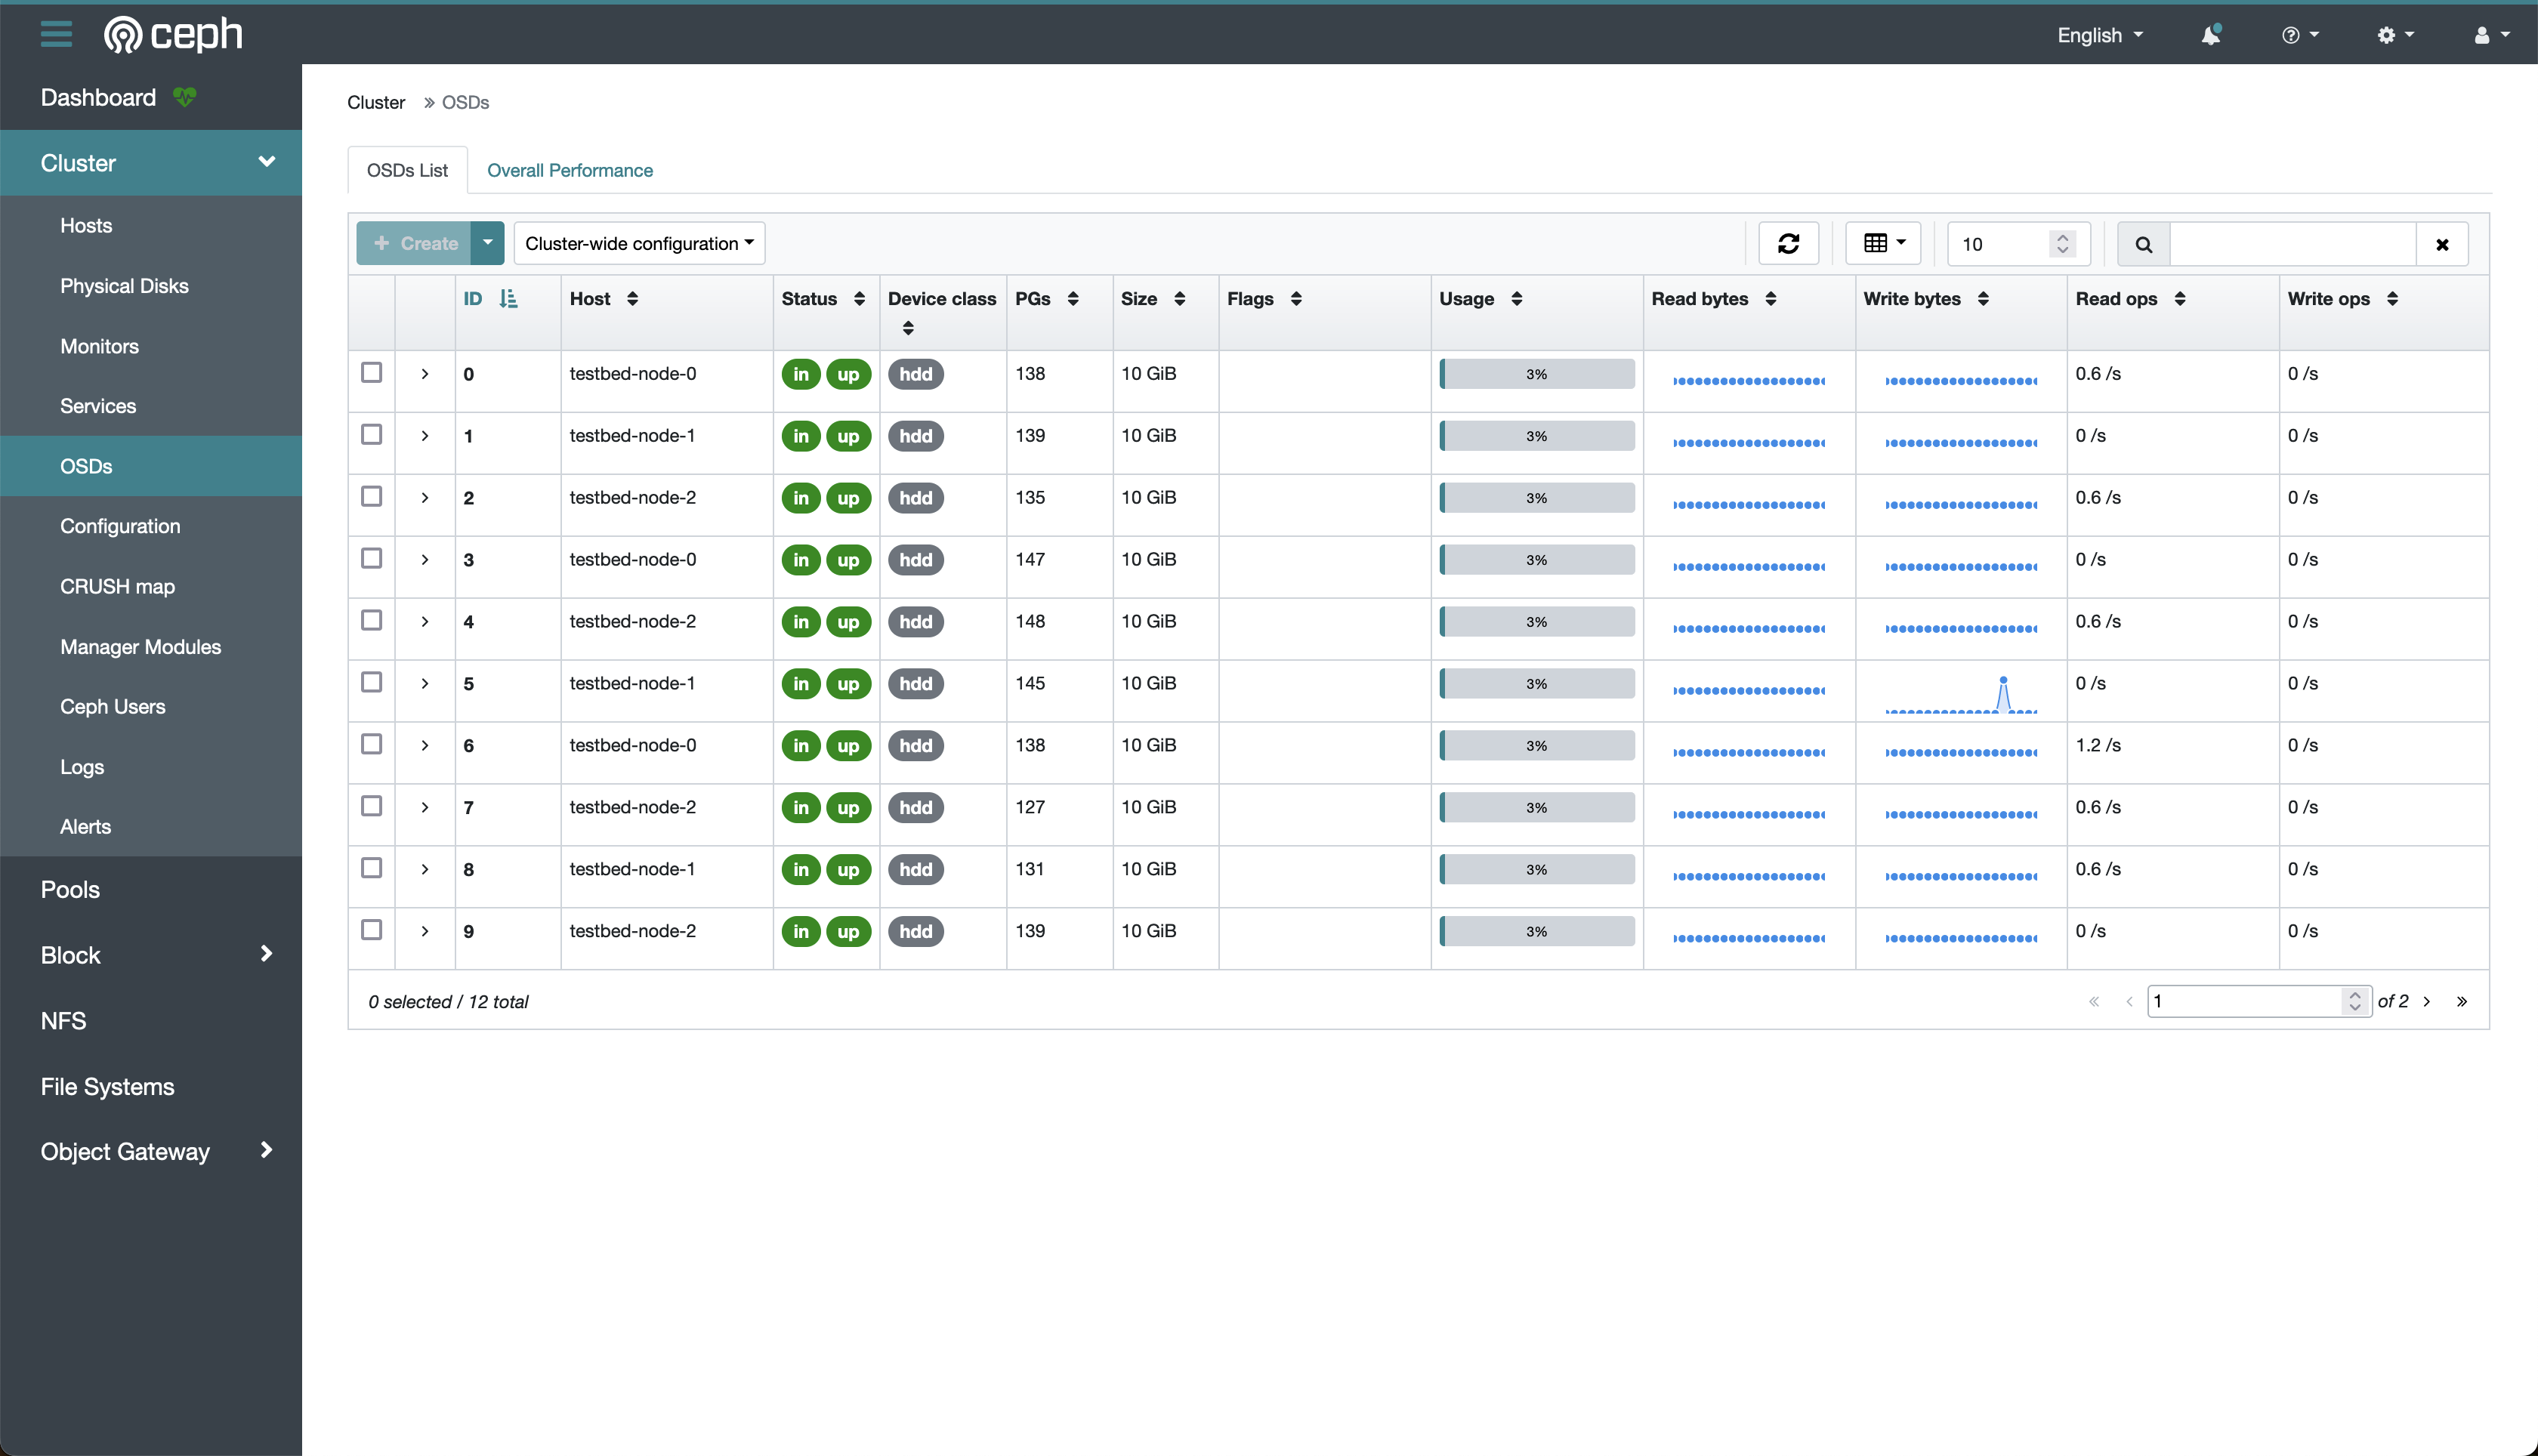 ceph
English
Dashboard
Cluster
Hosts
Physical Disks
Monitors
Services
OSDs
Configuration
CRUSH map
Manager Modules
Ceph Users
Logs
Alerts
Pools
Block
NFS
File Systems
Object Gateway
Cluster » OSDs
OSDs List Overall Performance
+ Create Cluster-wide configuration 10
ID Host Status Device class PGs Size Flags Usage Read bytes Write bytes Read ops Write ops
0 testbed-node-0 in up hdd 138 10 GiB 3% 0.6 /s 0 /s
1 testbed-node-1 in up hdd 139 10 GiB 3% 0 /s 0 /s
2 testbed-node-2 in up hdd 135 10 GiB 3% 0.6 /s 0 /s
3 testbed-node-0 in up hdd 147 10 GiB 3% 0 /s 0 /s
4 testbed-node-2 in up hdd 148 10 GiB 3% 0.6 /s 0 /s
5 testbed-node-1 in up hdd 145 10 GiB 3% 0 /s 0 /s
6 testbed-node-0 in up hdd 138 10 GiB 3% 1.2 /s 0 /s
7 testbed-node-2 in up hdd 127 10 GiB 3% 0.6 /s 0 /s
8 testbed-node-1 in up hdd 131 10 GiB 3% 0.6 /s 0 /s
9 testbed-node-2 in up hdd 139 10 GiB 3% 0 /s 0 /s
0 selected / 12 total « ‹ 1 of 2 › »